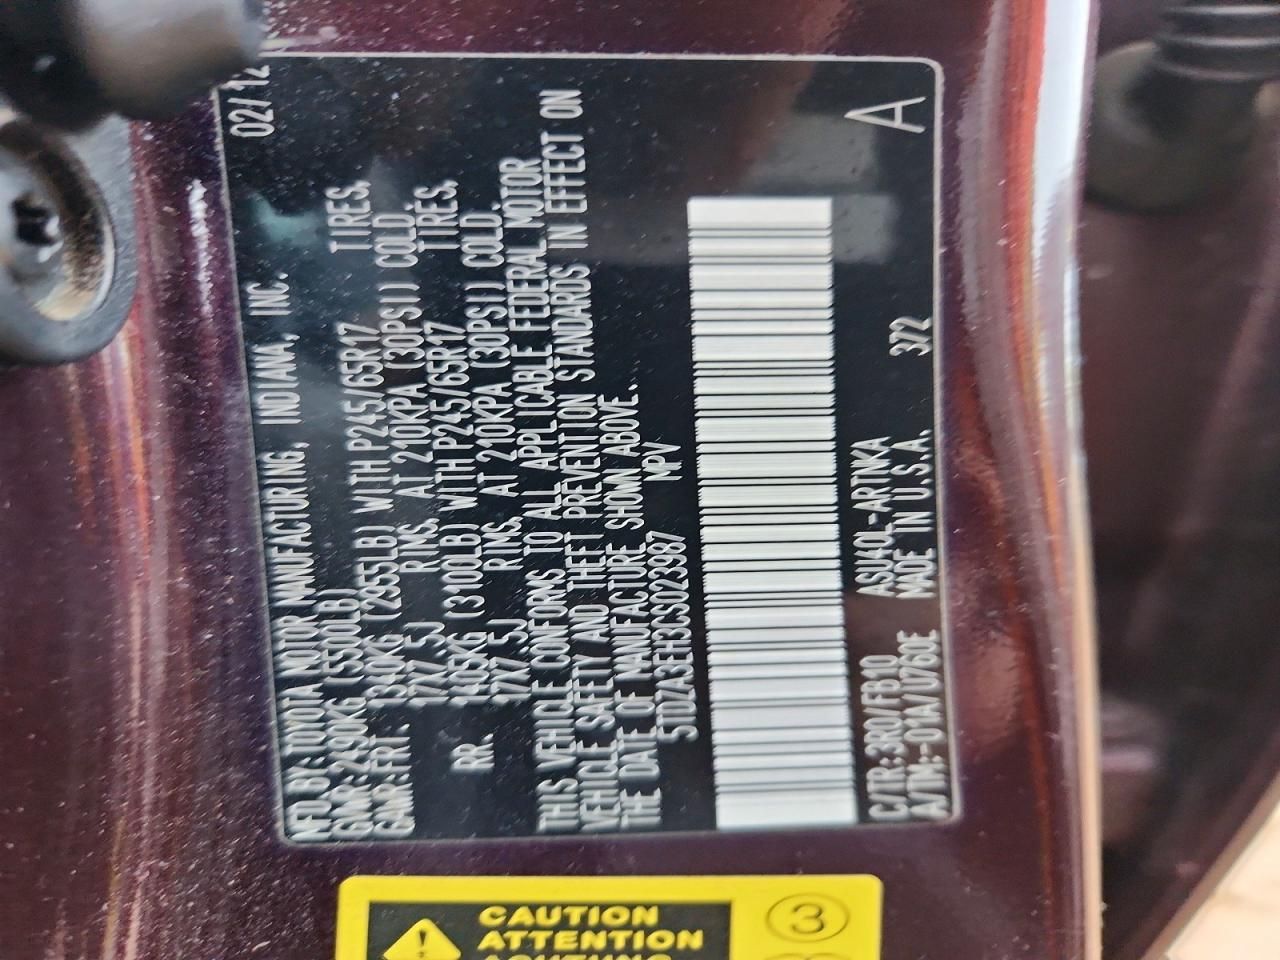 MFD. BY: TOYOTA MOTOR MANUFACTURING, INDIANA, INC. 02/12
GVWR: 2490KG (5500LB)
GAWR: FRT. 1340KG (2955LB) WITH P245/65R17 TIRES,
17X7.5J RIMS, AT 210KPA (30PSI) COLD
RR. 1405KG (3100LB) WITH P245/65R17 TIRES,
17X7.5J RIMS, AT 210KPA (30PSI) COLD.
THIS VEHICLE CONFORMS TO ALL APPLICABLE FEDERAL MOTOR
VEHICLE SAFETY AND THEFT PREVENTION STANDARDS IN EFFECT ON
THE DATE OF MANUFACTURE SHOWN ABOVE.
5TDZA3EH3CS023987 MPV
C/TR: 3R0/FB10 ASU40L-ARTNKA
A/TM:-01A/U760E MADE IN U.S.A. 372 A
CAUTION
ATTENTION
ACHTUNG
3